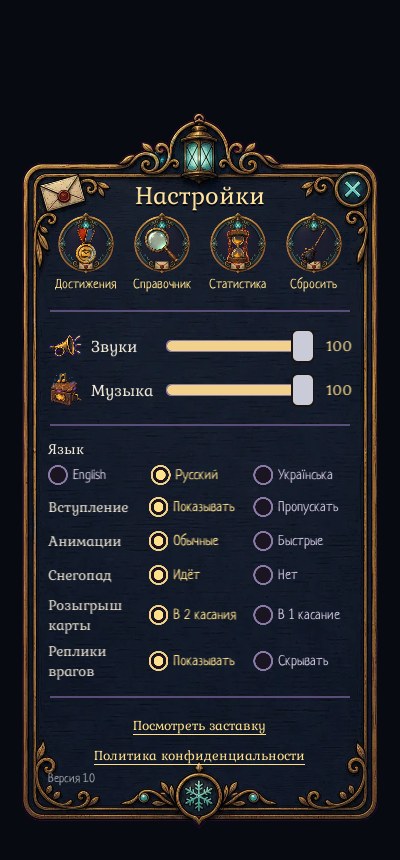 Настройки
Достижения Справочник Статистика Сбросить
Звуки 100
Музыка 100
Язык
English Русский Українська
Вступление Показывать Пропускать
Анимации Обычные Быстрые
Снегопад Идёт Нет
Розыгрыш
карты В 2 касания В 1 касание
Реплики
врагов Показывать Скрывать
Посмотреть заставку
Политика конфиденциальности
Версия 1.0